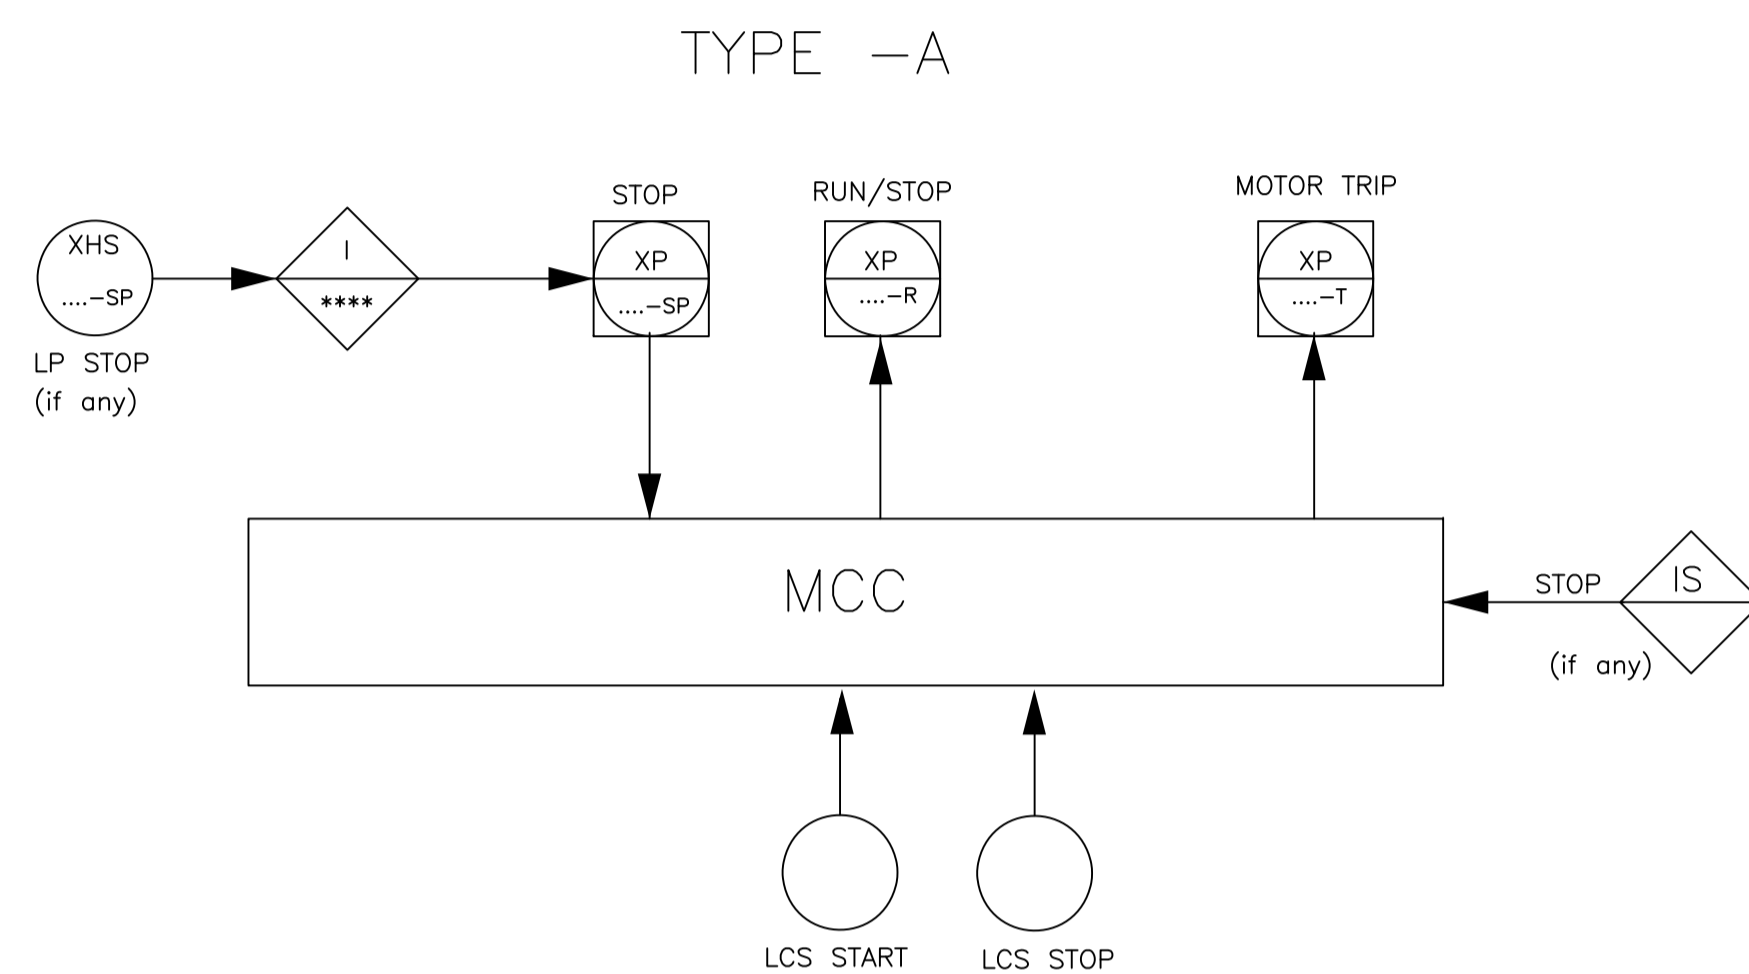 TYPE -A
STOP
RUN/STOP
MOTOR TRIP
XHS
....-SP
I
****
XP
....-SP
XP
....-R
XP
....-T
LP STOP
(if any)
MCC
STOP
IS
(if any)
LCS START
LCS STOP